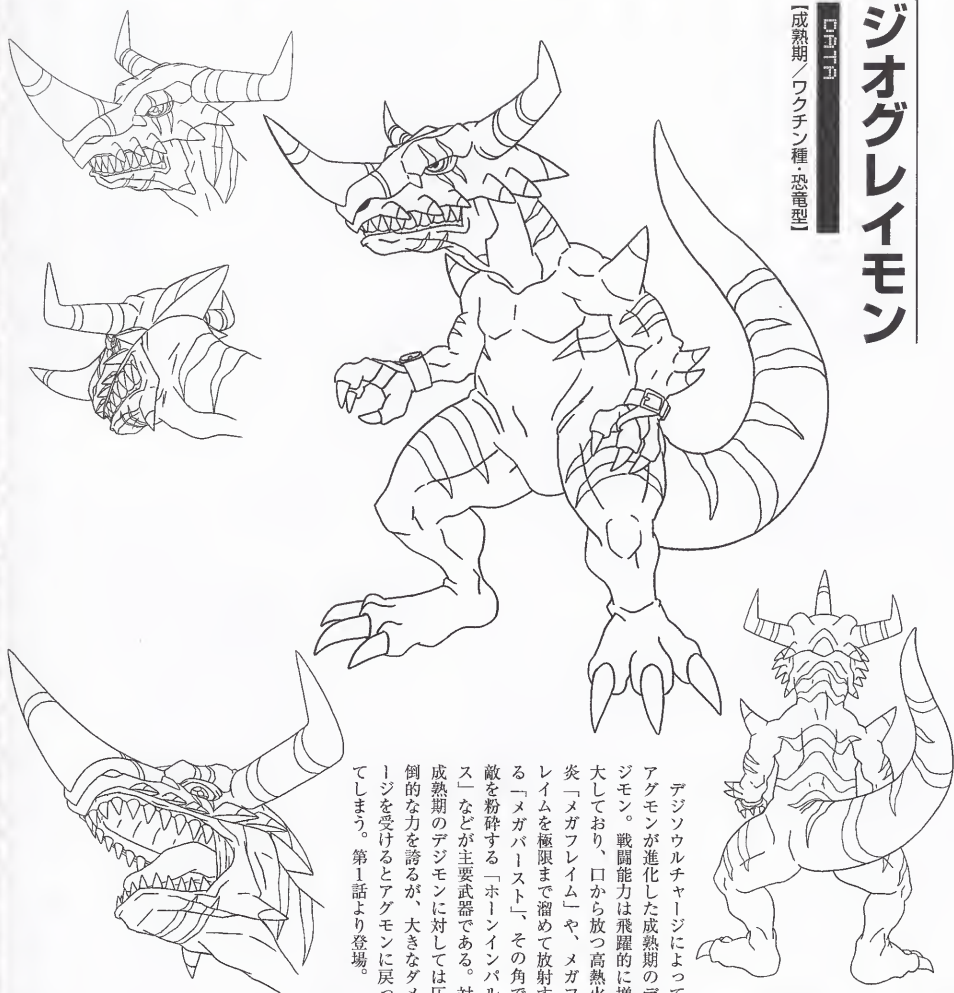 ジオグレイモン
DATA
【成熟期／ワクチン種・恐竜型】
デジソウルチャージによって
アグモンが進化した成熟期のデ
ジモン。戦闘能力は飛躍的に増
大しており、口から放つ高熱火
炎「メガフレイム」や、メガフ
レイムを極限まで溜めて放射す
る「メガバースト」、その角で
敵を粉砕する「ホーンインパル
ス」などが主要武器である。対
成熟期のデジモンに対しては圧
倒的な力を誇るが、大きなダメ
ージを受けるとアグモンに戻っ
てしまう。第1話より登場。